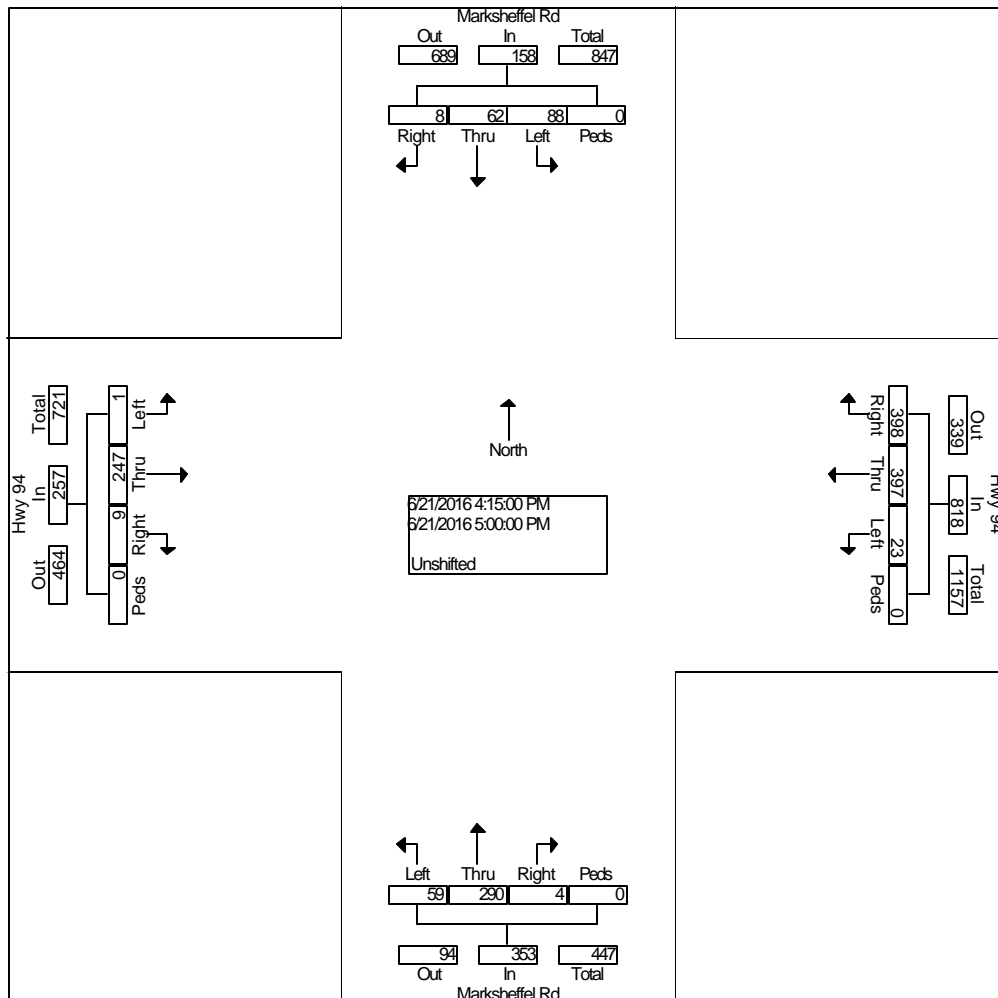 Marksheffel Rd
Out In Total
689 158 847
8 62 88 0
Right Thru Left Peds
Hwy 94
Total In Out
721 257 464
1 247 9 0
Left Thru Right Peds
North
6/21/2016 4:15:00 PM
6/21/2016 5:00:00 PM
Unshifted
Right Thru Left Peds
398 397 23 0
339 818 1157
Out In Total
Hwy 94
Left Thru Right Peds
59 290 4 0
94 353 447
Out In Total
Marksheffel Rd